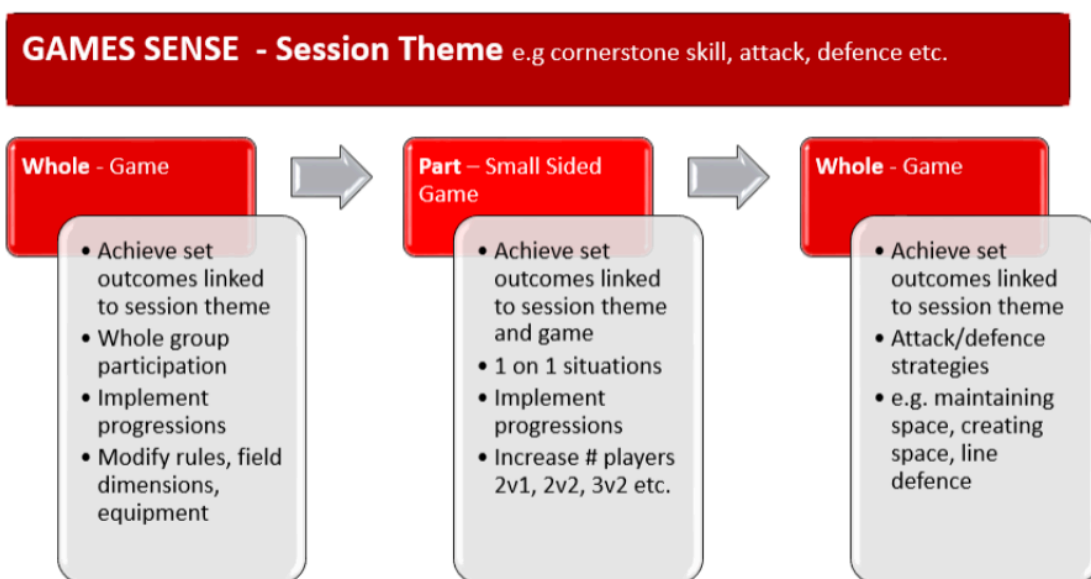 GAMES SENSE - Session Theme e.g cornerstone skill, attack, defence etc.
Whole - Game
• Achieve set
outcomes linked
to session theme
• Whole group
participation
• Implement
progressions
• Modify rules, field
dimensions,
equipment
Part – Small Sided
Game
• Achieve set
outcomes linked
to session theme
and game
• 1 on 1 situations
• Implement
progressions
• Increase # players
2v1, 2v2, 3v2 etc.
Whole - Game
• Achieve set
outcomes linked
to session theme
• Attack/defence
strategies
• e.g. maintaining
space, creating
space, line
defence